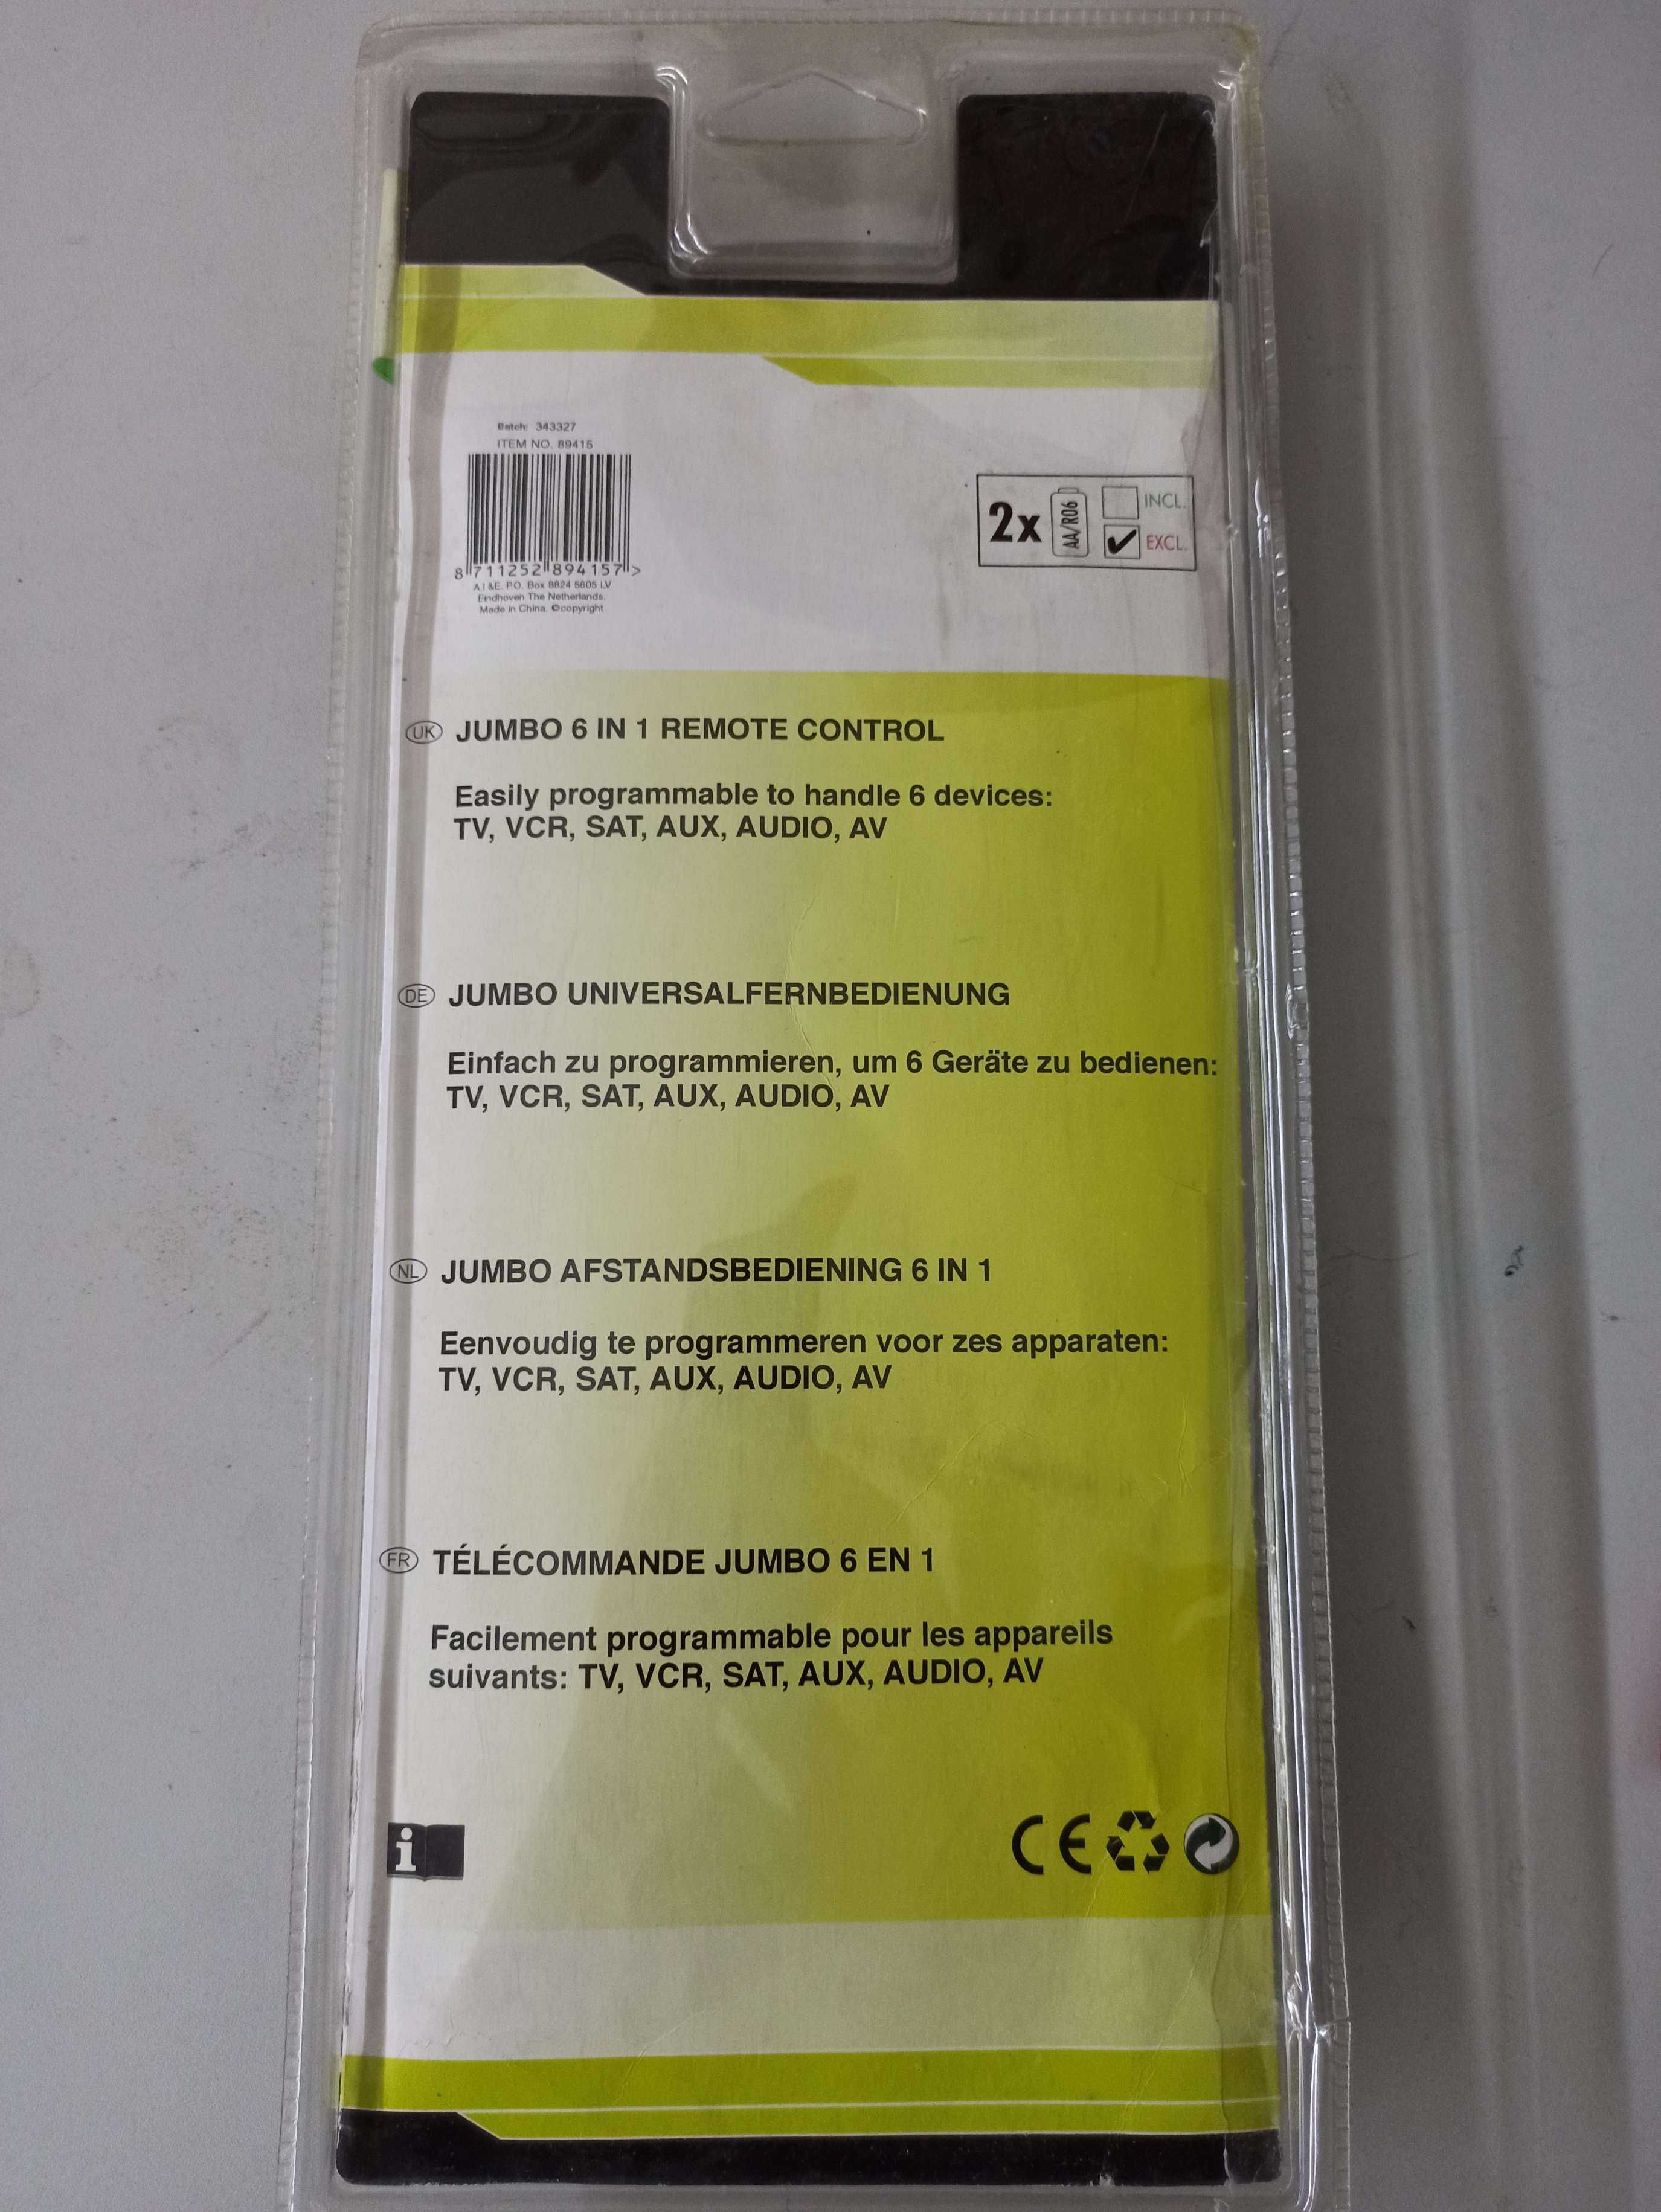 Batch: 343327
ITEM NO. 89415
8 711252 894157 >
A.I.&E. P.O. Box 8824 5605 LV
Eindhoven The Netherlands.
Made in China. ©copyright
2x AA/R06 INCL.
EXCL.
UK JUMBO 6 IN 1 REMOTE CONTROL
Easily programmable to handle 6 devices:
TV, VCR, SAT, AUX, AUDIO, AV
DE JUMBO UNIVERSALFERNBEDIENUNG
Einfach zu programmieren, um 6 Geräte zu bedienen:
TV, VCR, SAT, AUX, AUDIO, AV
NL JUMBO AFSTANDSBEDIENING 6 IN 1
Eenvoudig te programmeren voor zes apparaten:
TV, VCR, SAT, AUX, AUDIO, AV
FR TÉLÉCOMMANDE JUMBO 6 EN 1
Facilement programmable pour les appareils
suivants: TV, VCR, SAT, AUX, AUDIO, AV
i CE